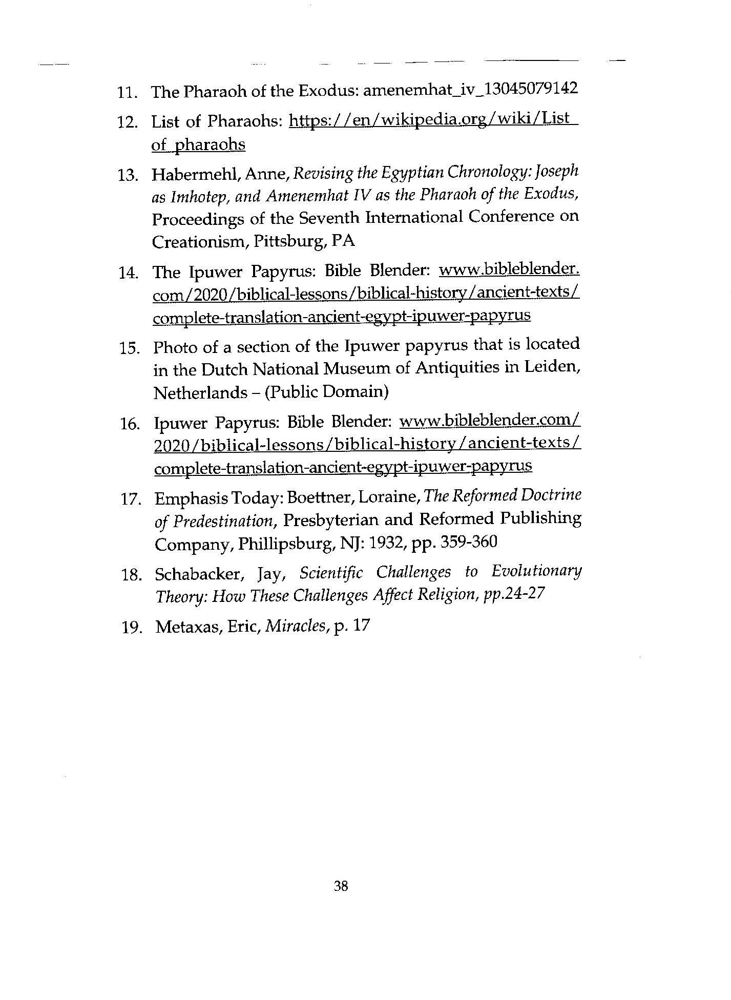 11. The Pharaoh of the Exodus: amenemhat_iv_13045079142
12. List of Pharaohs: https://en/wikipedia.org/wiki/List_
of_pharaohs
13. Habermehl, Anne, Revising the Egyptian Chronology: Joseph
as Imhotep, and Amenemhat IV as the Pharaoh of the Exodus,
Proceedings of the Seventh International Conference on
Creationism, Pittsburg, PA
14. The Ipuwer Papyrus: Bible Blender: www.bibleblender.
com/2020/biblical-lessons/biblical-history/ancient-texts/
complete-translation-ancient-egypt-ipuwer-papyrus
15. Photo of a section of the Ipuwer papyrus that is located
in the Dutch National Museum of Antiquities in Leiden,
Netherlands – (Public Domain)
16. Ipuwer Papyrus: Bible Blender: www.bibleblender.com/
2020/biblical-lessons/biblical-history/ancient-texts/
complete-translation-ancient-egypt-ipuwer-papyrus
17. Emphasis Today: Boettner, Loraine, The Reformed Doctrine
of Predestination, Presbyterian and Reformed Publishing
Company, Phillipsburg, NJ: 1932, pp. 359-360
18. Schabacker, Jay, Scientific Challenges to Evolutionary
Theory: How These Challenges Affect Religion, pp.24-27
19. Metaxas, Eric, Miracles, p. 17
38